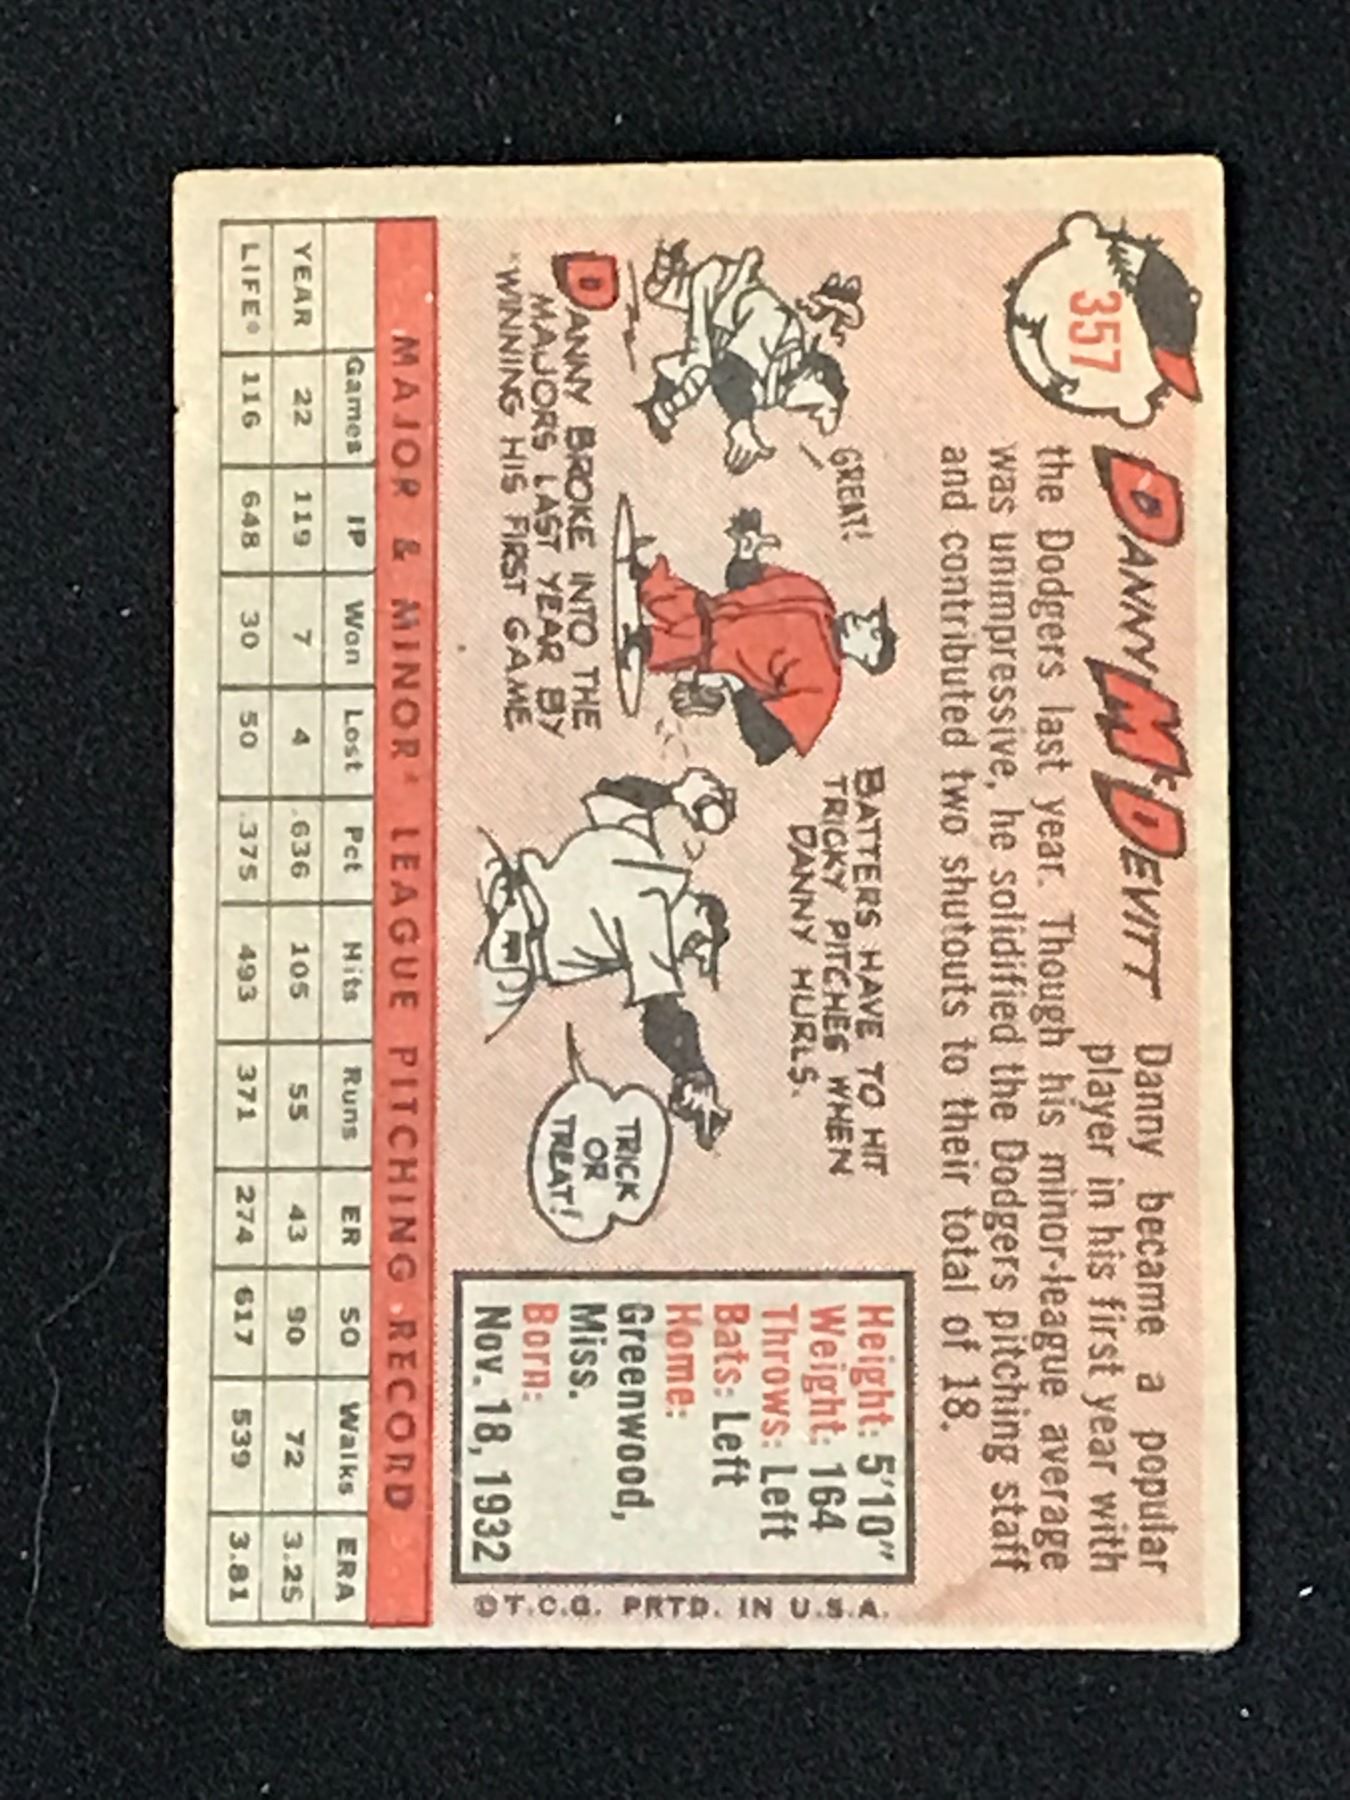 357
DANNY McDEVITT
Danny became a popular
player in his first year with
the Dodgers last year. Though his minor-league average
was unimpressive, he solidified the Dodgers pitching staff
and contributed two shutouts to their total of 18.
GREAT!
DANNY BROKE INTO THE
MAJORS LAST YEAR BY
WINNING HIS FIRST GAME
BATTERS HAVE TO HIT
TRICKY PITCHES WHEN
DANNY HURLS.
TRICK
OR
TREAT!
Height: 5'10"
Weight: 164
Throws: Left
Bats: Left
Home:
Greenwood,
Miss.
Born:
Nov. 18, 1932
©T.C.G. PRTD. IN U.S.A.
MAJOR & MINOR* LEAGUE PITCHING RECORD
Games IP Won Lost Pct Hits Runs ER SO Walks ERA
YEAR 22 119 7 4 .636 105 55 43 90 72 3.25
LIFE* 116 648 30 50 .375 493 371 274 617 539 3.81